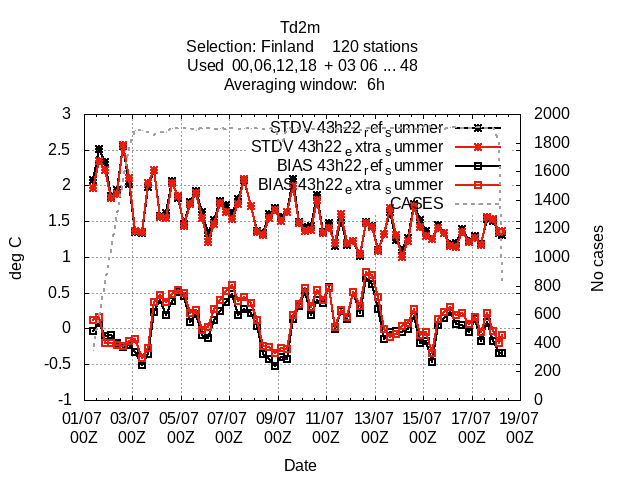 Td2m
Selection: Finland 120 stations
Used 00,06,12,18 + 03 06 ... 48
Averaging window: 6h
STDV 43h22_ref_summer
STDV 43h22_extra_summer
BIAS 43h22_ref_summer
BIAS 43h22_extra_summer
CASES
3
2.5
2
1.5
1
0.5
0
-0.5
-1
deg C
2000
1800
1600
1400
1200
1000
800
600
400
200
0
No cases
01/07 03/07 05/07 07/07 09/07 11/07 13/07 15/07 17/07 19/07
00Z 00Z 00Z 00Z 00Z 00Z 00Z 00Z 00Z 00Z
Date